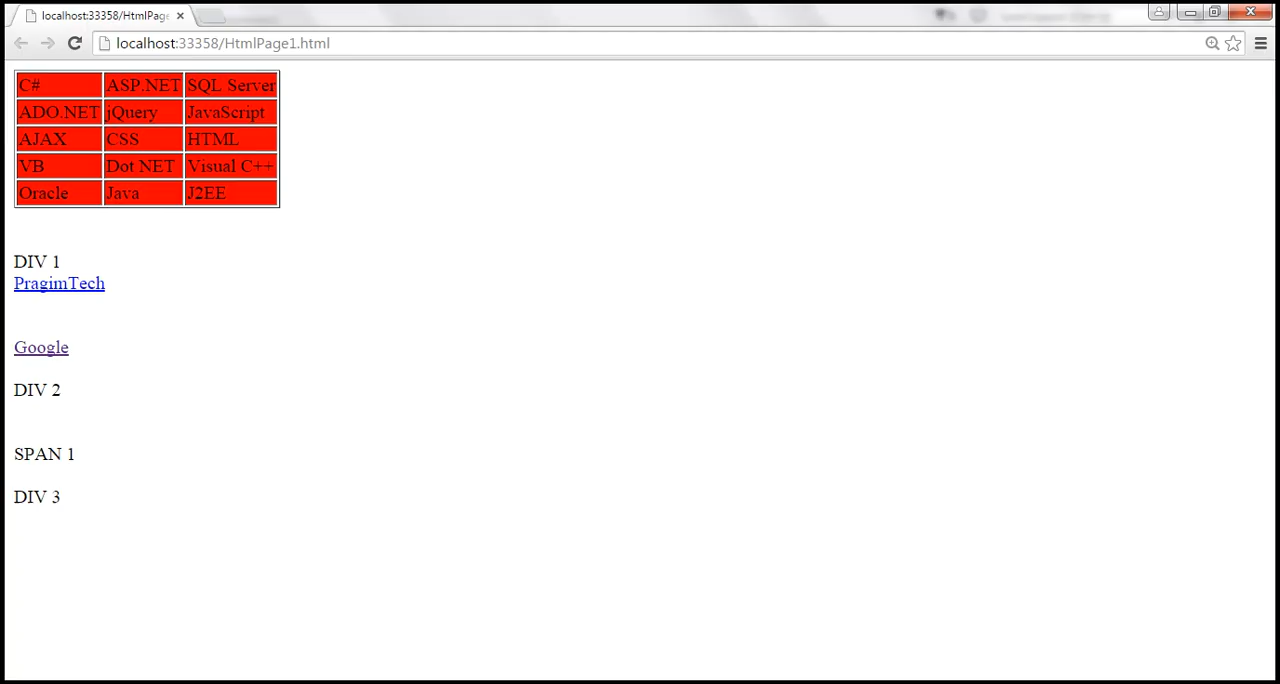 localhost:33358/HtmlPage
localhost:33358/HtmlPage1.html
C# ASP.NET SQL Server
ADO.NET jQuery JavaScript
AJAX CSS HTML
VB Dot NET Visual C++
Oracle Java J2EE
DIV 1
PragimTech
Google
DIV 2
SPAN 1
DIV 3